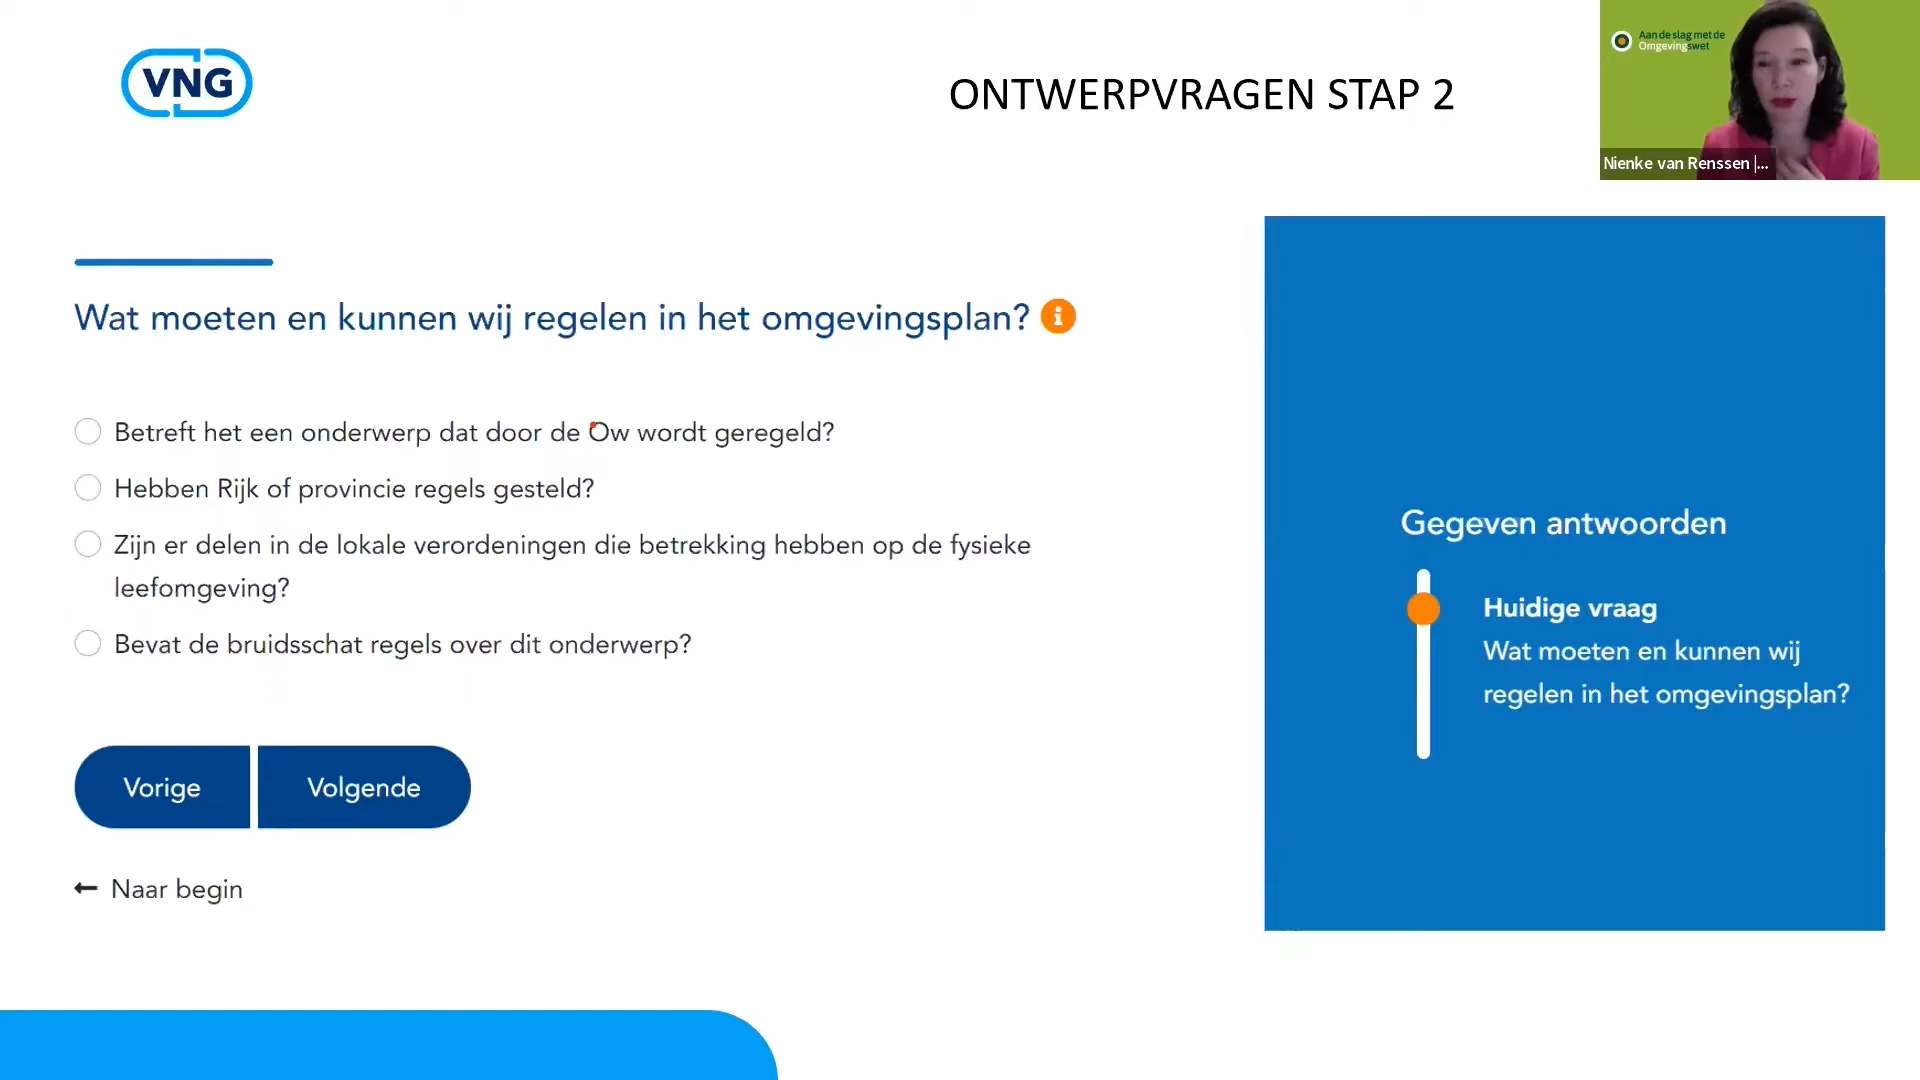 VNG
ONTWERPVRAGEN STAP 2
Aan de slag met de
Omgevingswet
Nienke van Renssen |...
Wat moeten en kunnen wij regelen in het omgevingsplan?
Betreft het een onderwerp dat door de Ow wordt geregeld?
Hebben Rijk of provincie regels gesteld?
Zijn er delen in de lokale verordeningen die betrekking hebben op de fysieke
leefomgeving?
Bevat de bruidsschat regels over dit onderwerp?
Vorige
Volgende
← Naar begin
Gegeven antwoorden
Huidige vraag
Wat moeten en kunnen wij
regelen in het omgevingsplan?